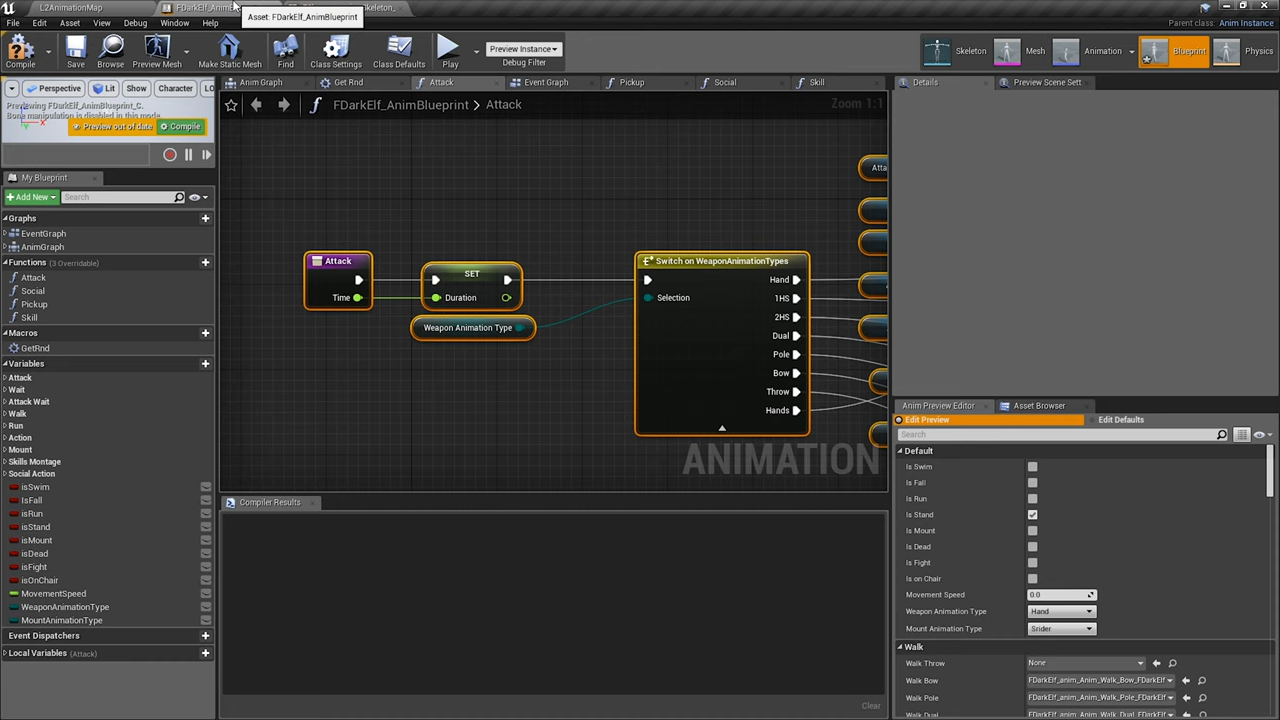 L2AnimationMap
FDarkElf_AnimBlueprint
keleton_
Asset: FDarkElf_AnimBlueprint
File Edit Asset View Debug Window Help
Parent class: Anim Instance
Compile Save Browse Preview Mesh Make Static Mesh Find Class Settings Class Defaults Play
Preview Instance
Debug Filter
Skeleton Mesh Animation Blueprint Physics
Anim Graph Get Rnd Attack Event Graph Pickup Social Skill
Details Preview Scene Set
Perspective Lit Show Character LO
Previewing FDarkElf_AnimBlueprint_C.
Bone manipulation is disabled in this mode.
Preview out of date Compile
FDarkElf_AnimBlueprint > Attack
Zoom 1:1
My Blueprint
+Add New Search
Graphs
EventGraph
AnimGraph
Functions (3 Overridable)
Attack
Social
Pickup
Skill
Macros
GetRnd
Variables
Attack
Wait
Attack Wait
Walk
Run
Action
Mount
Skills Montage
Social Action
isSwim
IsFall
isRun
isStand
isMount
isDead
isFight
isOnChair
MovementSpeed
WeaponAnimationType
MountAnimationType
Event Dispatchers
Local Variables (Attack)
Attack
Time
SET
Duration
Weapon Animation Type
Switch on WeaponAnimationTypes
Selection
Hand
1HS
2HS
Dual
Pole
Bow
Throw
Hands
Atta
ANIMATION
Compiler Results
Clear
Anim Preview Editor Asset Browser
Edit Preview Edit Defaults
Search
Default
Is Swim
Is Fall
Is Run
Is Stand
Is Mount
Is Dead
Is Fight
Is on Chair
Movement Speed 0.0
Weapon Animation Type Hand
Mount Animation Type Srider
Walk
Walk Throw None
Walk Bow FDarkElf_anim_Anim_Walk_Bow_FDarkElf
Walk Pole FDarkElf_anim_Anim_Walk_Pole_FDarkElf
Walk Dual FDarkElf_anim_Anim_Walk_Dual_FDarkElf